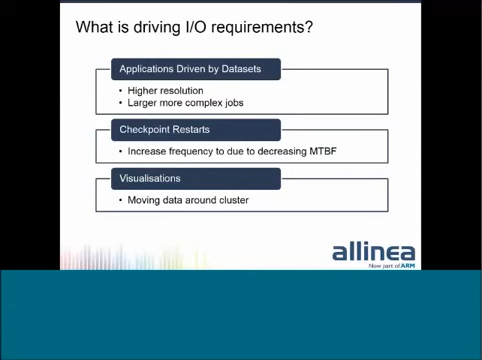 What is driving I/O requirements?
Applications Driven by Datasets
• Higher resolution
• Larger more complex jobs
Checkpoint Restarts
• Increase frequency to due to decreasing MTBF
Visualisations
• Moving data around cluster
allinea
Now part of ARM